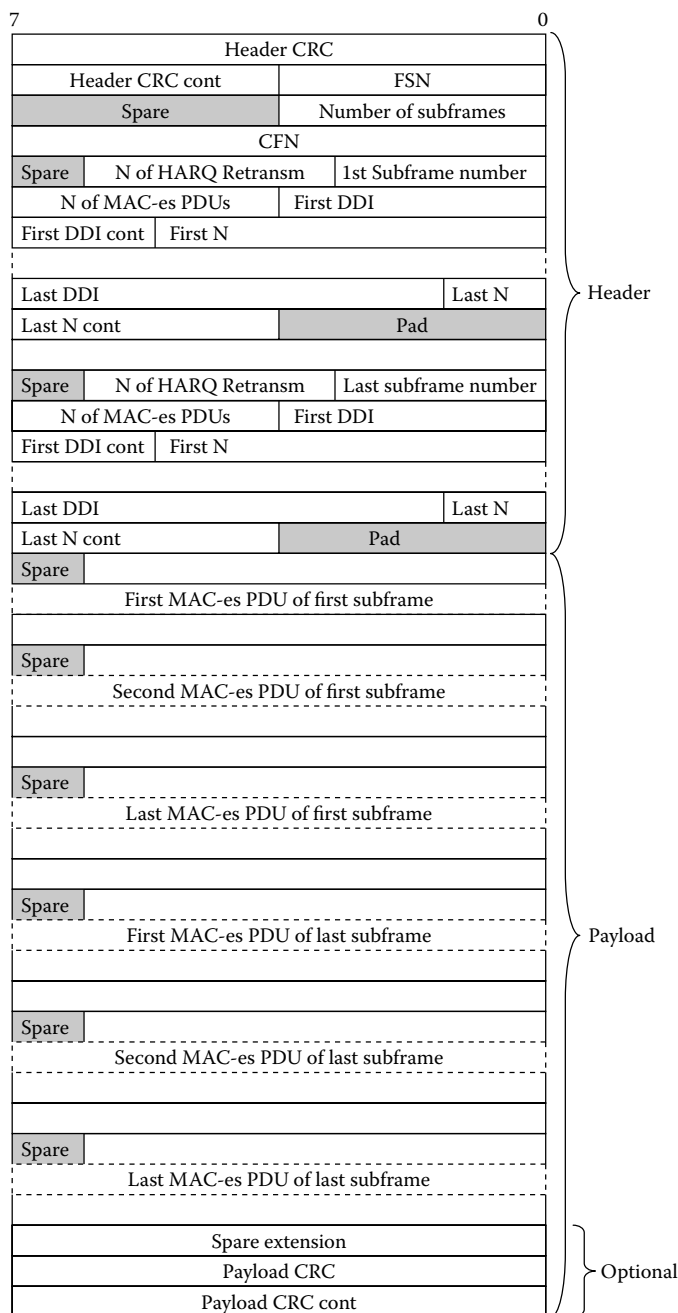 7 0
Header CRC
Header CRC cont FSN
Spare Number of subframes
CFN
Spare N of HARQ Retransm 1st Subframe number
N of MAC-es PDUs First DDI
First DDI cont First N
Last DDI Last N
Header
Last N cont Pad
Spare N of HARQ Retransm Last subframe number
N of MAC-es PDUs First DDI
First DDI cont First N
Last DDI Last N
Last N cont Pad
Spare
First MAC-es PDU of first subframe
Spare
Second MAC-es PDU of first subframe
Spare
Last MAC-es PDU of first subframe
Spare
First MAC-es PDU of last subframe
Payload
Spare
Second MAC-es PDU of last subframe
Spare
Last MAC-es PDU of last subframe
Spare extension
Payload CRC
Optional
Payload CRC cont